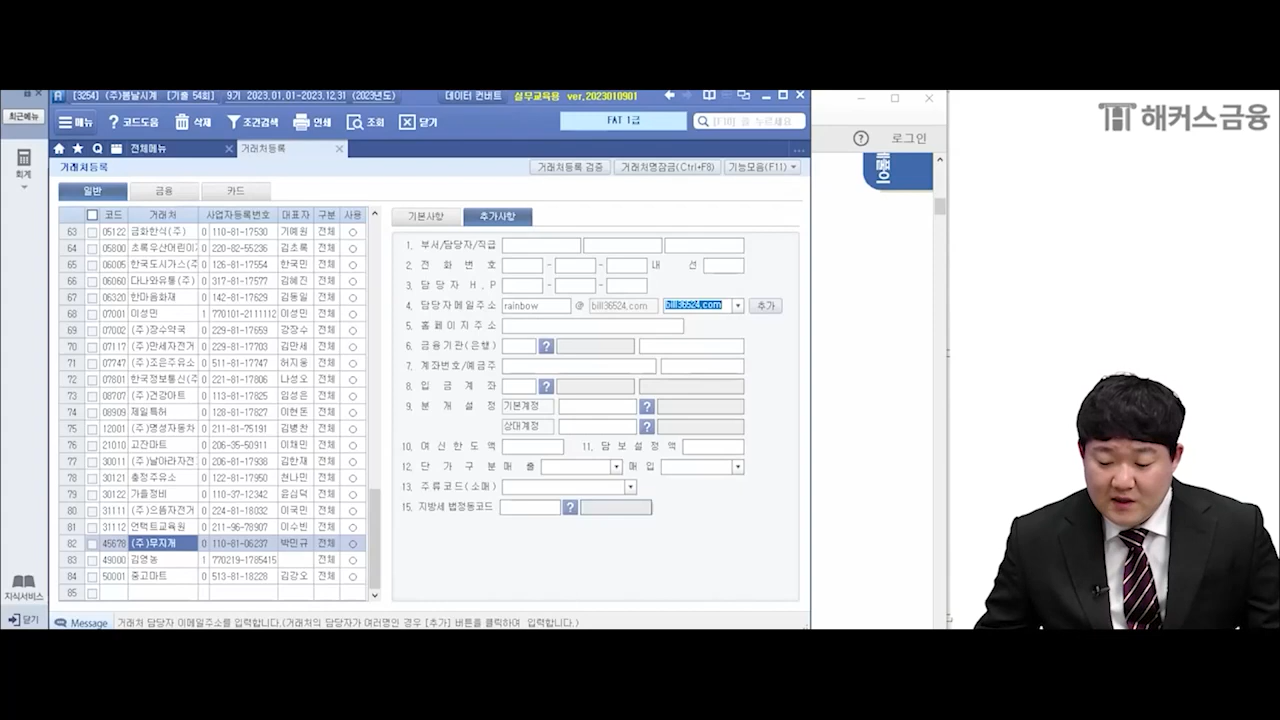 [3264] (주)봄날시계 [기출 54회] 9기 2023.01.01~2023.12.31 (2023년도) 데이터 컨버트 실무교육용 ver.2023010901
최근메뉴 메뉴 코드도움 삭제 조건검색 인쇄 조회 닫기 FAT 1급 [F10] 을 누르세요
해커스금융
로그인
회계
전체메뉴 거래처등록
거래처등록 거래처등록 검증 거래처명잠금(Ctrl+F8) 기능모음(F11)
일반 금융 카드
코드 거래처 사업자등록번호 대표자 구분 사용
63 05122 금화한식(주) 0 110-81-17530 기예원 전체 ○
64 05800 초록우산어린이 0 220-82-55236 김초록 전체 ○
65 06005 한국도시가스(주 0 126-81-17554 한국민 전체 ○
66 06060 다나와유통(주) 0 317-81-17577 김혜진 전체 ○
67 06320 한마음화재 0 142-81-17629 김동일 전체 ○
68 07001 이성민 1 770101-2111112 이성민 전체 ○
69 07002 (주)장수약국 0 229-81-17659 강장수 전체 ○
70 07117 (주)만세자전거 0 229-81-17703 김만세 전체 ○
71 07747 (주)조은주유소 0 511-81-17747 허지웅 전체 ○
72 07801 한국정보통신(주 0 221-81-17806 나성오 전체 ○
73 08707 (주)건강마트 0 113-81-17825 임성은 전체 ○
74 08909 제일특허 0 128-81-17827 이현돈 전체 ○
75 12001 (주)명성자동차 0 211-81-75191 김병찬 전체 ○
76 21010 고잔마트 0 206-35-50911 이채민 전체 ○
77 30011 (주)날아라자전 0 206-81-17938 김한재 전체 ○
78 30121 춘정주유소 0 122-81-17950 천나민 전체 ○
79 30122 가을정비 0 110-37-12342 윤심덕 전체 ○
80 31111 (주)으뜸자전거 0 224-81-18032 이국민 전체 ○
81 31112 언택트교육원 0 211-96-78907 이수빈 전체 ○
82 45678 (주)무지개 0 110-81-06237 박민규 전체 ○
83 49000 김영농 1 770219-1785415 전체 ○
84 50001 중고마트 0 513-81-18228 김강오 전체 ○
85
기본사항 추가사항
1. 부서/담당자/직급
2. 전 화 번 호 - - 내 선
3. 담 당 자 H . P - -
4. 담당자메일주소 rainbow @ bill36524.com bill36524.com 추가
5. 홈 페 이 지 주 소
6. 금 융 기 관 ( 은 행 ) ?
7. 계좌번호/예금주
8. 입 금 계 좌 ?
9. 분 개 설 정 기본계정 ?
상대계정 ?
10. 여 신 한 도 액 11. 담 보 설 정 액
12. 단 가 구 분 매 출 매 입
13. 주 류 코 드 ( 소 매 )
15. 지방세 법정동코드 ?
지식서비스
닫기
Message 거래처 담당자 이메일주소를 입력합니다.(거래처의 담당자가 여러명인 경우 [추가] 버튼을 클릭하여 입력합니다.)